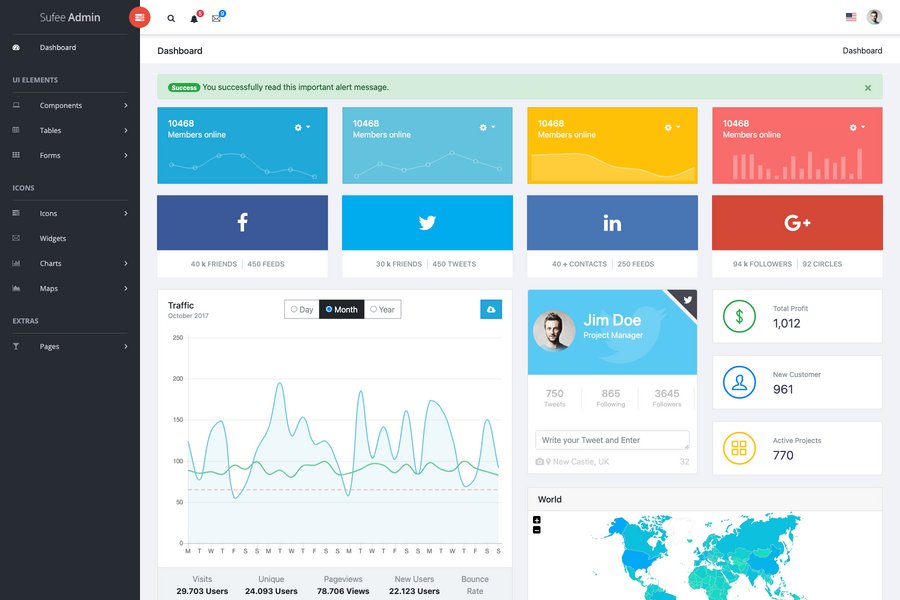 Sufee Admin
5
9
Dashboard
UI ELEMENTS
Components
Tables
Forms
ICONS
Icons
Widgets
Charts
Maps
EXTRAS
Pages
Dashboard
Dashboard
Success You successfully read this important alert message.
×
10468
Members online
10468
Members online
10468
Members online
10468
Members online
40 k FRIENDS 450 FEEDS
30 k FRIENDS 450 TWEETS
40 + CONTACTS 250 FEEDS
94 k FOLLOWERS 92 CIRCLES
Traffic
October 2017
Day Month Year
250
200
150
100
50
0
M T W T F S S M T W T F S S M T W T F S S M T W T F S S
Visits
29.703 Users
Unique
24.093 Users
Pageviews
78.706 Views
New Users
22.123 Users
Bounce
Rate
Jim Doe
Project Manager
750
Tweets
865
Following
3645
Followers
Write your Tweet and Enter
New Castle, UK 32
Total Profit
1,012
New Customer
961
Active Projects
770
World
+
-